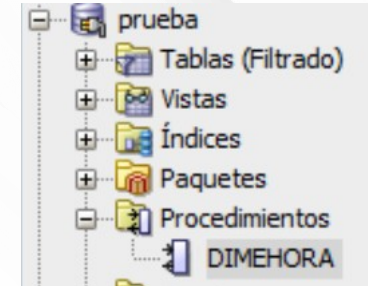 prueba
Tablas (Filtrado)
Vistas
Índices
Paquetes
Procedimientos
DIMEHORA